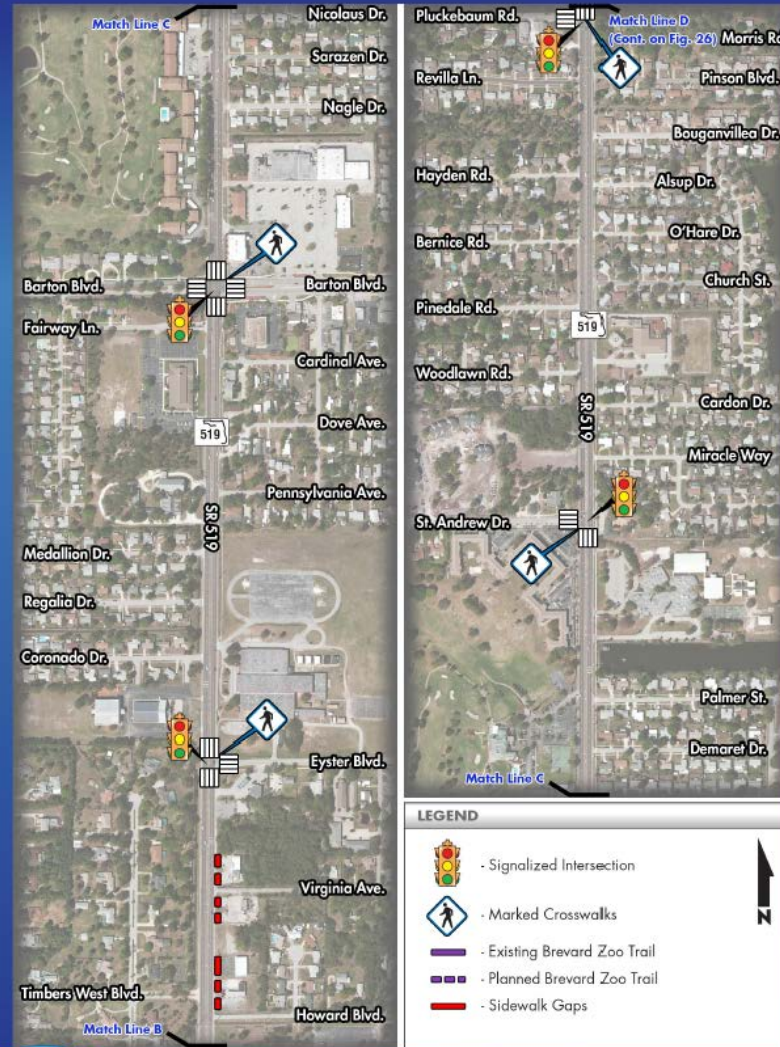 Match Line C
Nicolaus Dr.
Sarazen Dr.
Nagle Dr.
Barton Blvd.
Barton Blvd.
Fairway Ln.
Cardinal Ave.
519
Dove Ave.
Pennsylvania Ave.
SR 519
Medallion Dr.
Regalia Dr.
Coronado Dr.
Eyster Blvd.
Virginia Ave.
Timbers West Blvd.
Howard Blvd.
Match Line B
Pluckebaum Rd.
Match Line D
(Cont. on Fig. 26)
Morris Rd
Revilla Ln.
Pinson Blvd.
Bouganvillea Dr.
Hayden Rd.
Alsup Dr.
O'Hare Dr.
Bernice Rd.
Church St.
Pinedale Rd.
519
Woodlawn Rd.
SR 519
Cardon Dr.
Miracle Way
St. Andrew Dr.
Palmer St.
Demaret Dr.
Match Line C
LEGEND
- Signalized Intersection
- Marked Crosswalks
- Existing Brevard Zoo Trail
- Planned Brevard Zoo Trail
- Sidewalk Gaps
N